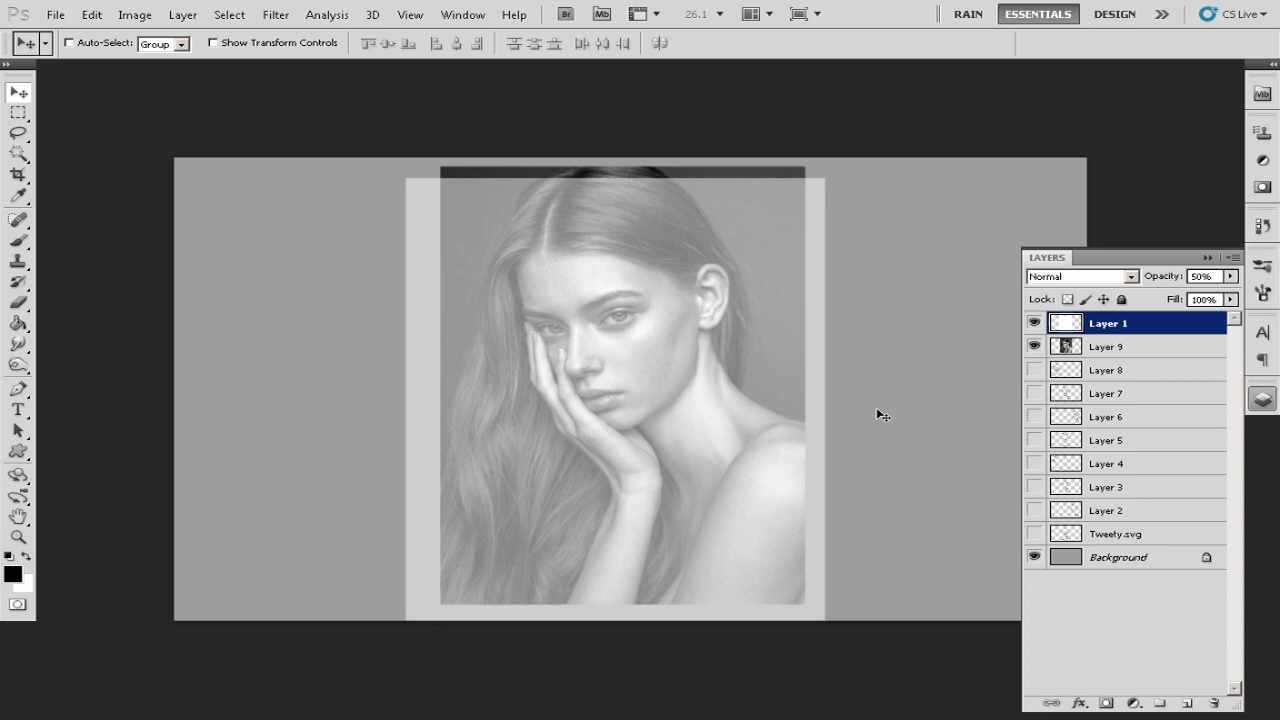 Ps File Edit Image Layer Select Filter Analysis 3D View Window Help Br Mb 26.1 RAIN ESSENTIALS DESIGN CS Live
Auto-Select: Group Show Transform Controls
Mb
LAYERS
Normal Opacity: 50%
Lock: Fill: 100%
Layer 1
Layer 9
Layer 8
Layer 7
Layer 6
Layer 5
Layer 4
Layer 3
Layer 2
Tweety.svg
Background